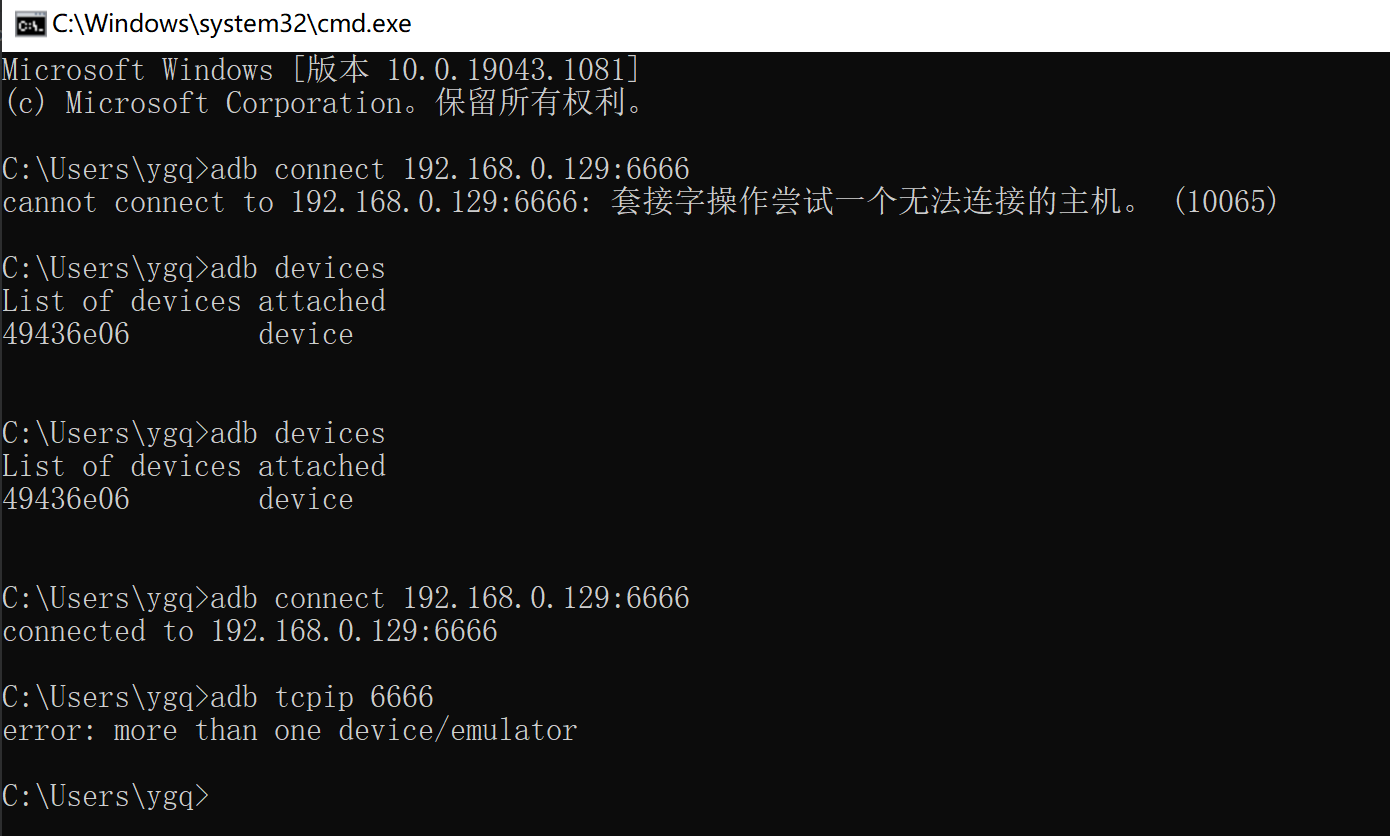 C:\Windows\system32\cmd.exe
Microsoft Windows [版本 10.0.19043.1081]
(c) Microsoft Corporation。保留所有权利。
C:\Users\ygq>adb connect 192.168.0.129:6666
cannot connect to 192.168.0.129:6666: 套接字操作尝试一个无法连接的主机。 (10065)
C:\Users\ygq>adb devices
List of devices attached
49436e06        device
C:\Users\ygq>adb devices
List of devices attached
49436e06        device
C:\Users\ygq>adb connect 192.168.0.129:6666
connected to 192.168.0.129:6666
C:\Users\ygq>adb tcpip 6666
error: more than one device/emulator
C:\Users\ygq>